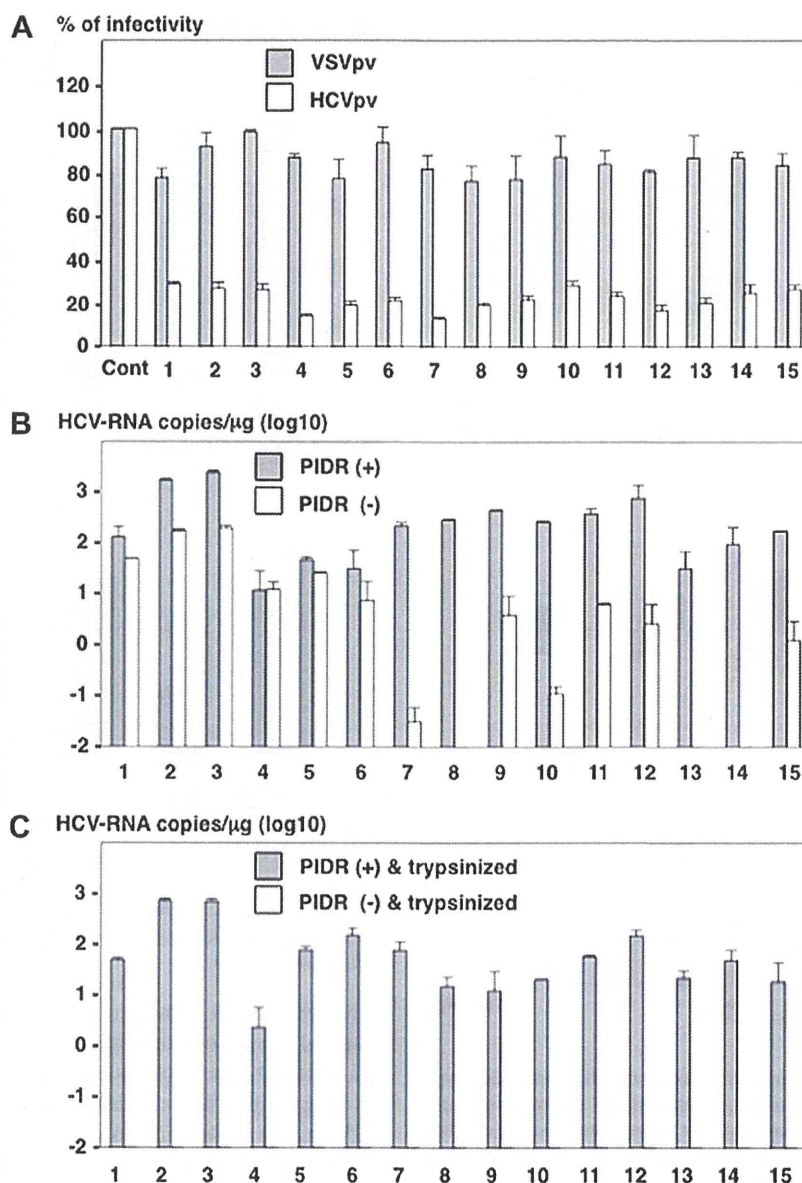 A % of infectivity
VSVpv
HCVpv
120
100
80
60
40
20
0
Cont 1 2 3 4 5 6 7 8 9 10 11 12 13 14 15
B HCV-RNA copies/µg (log10)
PIDR (+)
PIDR (-)
3
2
1
0
-1
-2
1 2 3 4 5 6 7 8 9 10 11 12 13 14 15
C HCV-RNA copies/µg (log10)
PIDR (+) & trypsinized
PIDR (-) & trypsinized
3
2
1
0
-1
-2
1 2 3 4 5 6 7 8 9 10 11 12 13 14 15